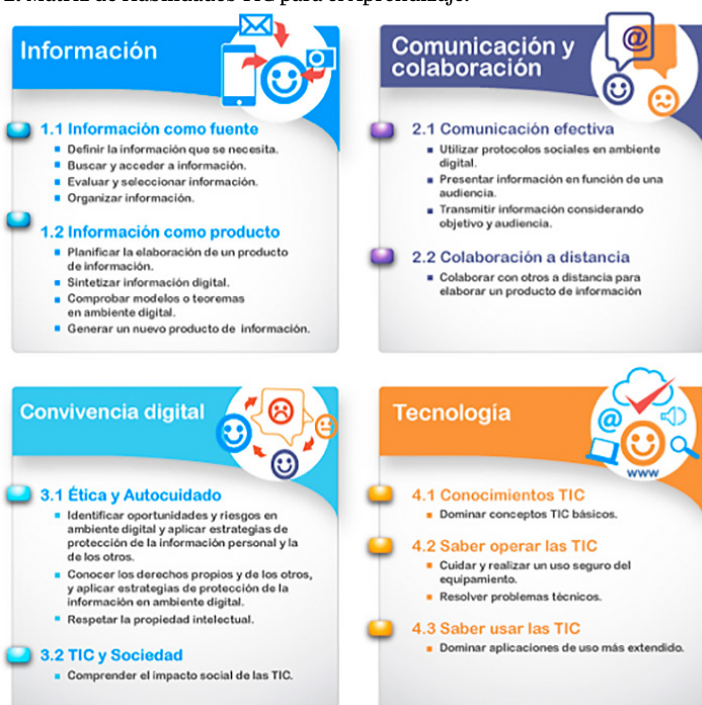 2. Matriz de Habilidades TIC para el Aprendizaje.
Información
1.1 Información como fuente
Definir la información que se necesita.
Buscar y acceder a información.
Evaluar y seleccionar información.
Organizar información.
1.2 Información como producto
Planificar la elaboración de un producto
de información.
Sintetizar información digital.
Comprobar modelos o teoremas
en ambiente digital.
Generar un nuevo producto de información.
Comunicación y
colaboración
@
2.1 Comunicación efectiva
Utilizar protocolos sociales en ambiente
digital.
Presentar información en función de una
audiencia.
Transmitir información considerando
objetivo y audiencia.
2.2 Colaboración a distancia
Colaborar con otros a distancia para
elaborar un producto de información
Convivencia digital
3.1 Ética y Autocuidado
Identificar oportunidades y riesgos en
ambiente digital y aplicar estrategias de
protección de la información personal y la
de los otros.
Conocer los derechos propios y de los otros,
y aplicar estrategias de protección de la
información en ambiente digital.
Respetar la propiedad intelectual.
3.2 TIC y Sociedad
Comprender el impacto social de las TIC.
Tecnología
@
www
4.1 Conocimientos TIC
Dominar conceptos TIC básicos.
4.2 Saber operar las TIC
Cuidar y realizar un uso seguro del
equipamiento.
Resolver problemas técnicos.
4.3 Saber usar las TIC
Dominar aplicaciones de uso más extendido.